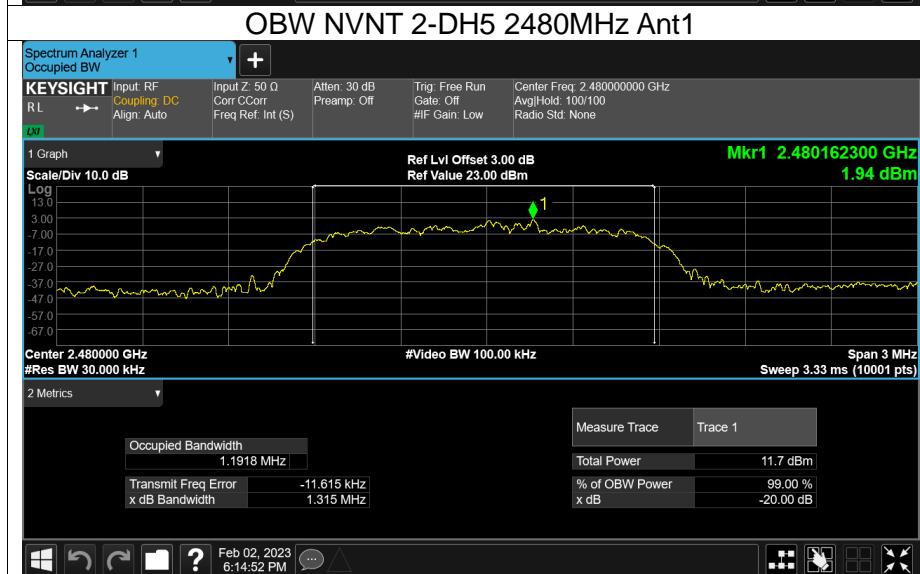 OBW NVNT 2-DH5 2480MHz Ant1
Spectrum Analyzer 1
Occupied BW
▼
+
KEYSIGHT
R L
LXI
Input: RF
Coupling: DC
Align: Auto
Input Z: 50 Ω
Corr CCorr
Freq Ref: Int (S)
Atten: 30 dB
Preamp: Off
Trig: Free Run
Gate: Off
#IF Gain: Low
Center Freq: 2.480000000 GHz
Avg|Hold: 100/100
Radio Std: None
1 Graph ▼
Scale/Div 10.0 dB
Ref Lvl Offset 3.00 dB
Ref Value 23.00 dBm
Mkr1 2.480162300 GHz
1.94 dBm
Log
13.0
3.00
-7.00
-17.0
-27.0
-37.0
-47.0
-57.0
-67.0
1
Center 2.480000 GHz
#Res BW 30.000 kHz
#Video BW 100.00 kHz
Span 3 MHz
Sweep 3.33 ms (10001 pts)
2 Metrics ▼
Occupied Bandwidth
1.1918 MHz
Transmit Freq Error -11.615 kHz
x dB Bandwidth 1.315 MHz
Measure Trace Trace 1
Total Power 11.7 dBm
% of OBW Power 99.00 %
x dB -20.00 dB
?
Feb 02, 2023
6:14:52 PM